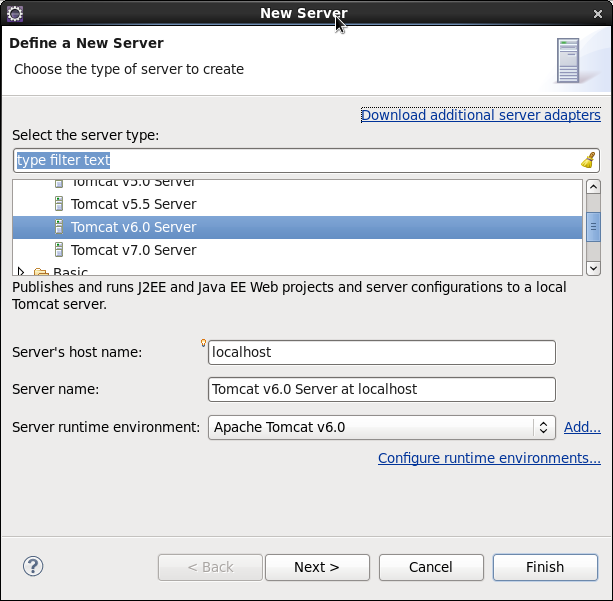 New Server
Define a New Server
Choose the type of server to create
Download additional server adapters
Select the server type:
type filter text
Tomcat v5.0 Server
Tomcat v5.5 Server
Tomcat v6.0 Server
Tomcat v7.0 Server
Basic
Publishes and runs J2EE and Java EE Web projects and server configurations to a local
Tomcat server.
Server's host name: localhost
Server name: Tomcat v6.0 Server at localhost
Server runtime environment: Apache Tomcat v6.0 Add...
Configure runtime environments...
? < Back Next > Cancel Finish